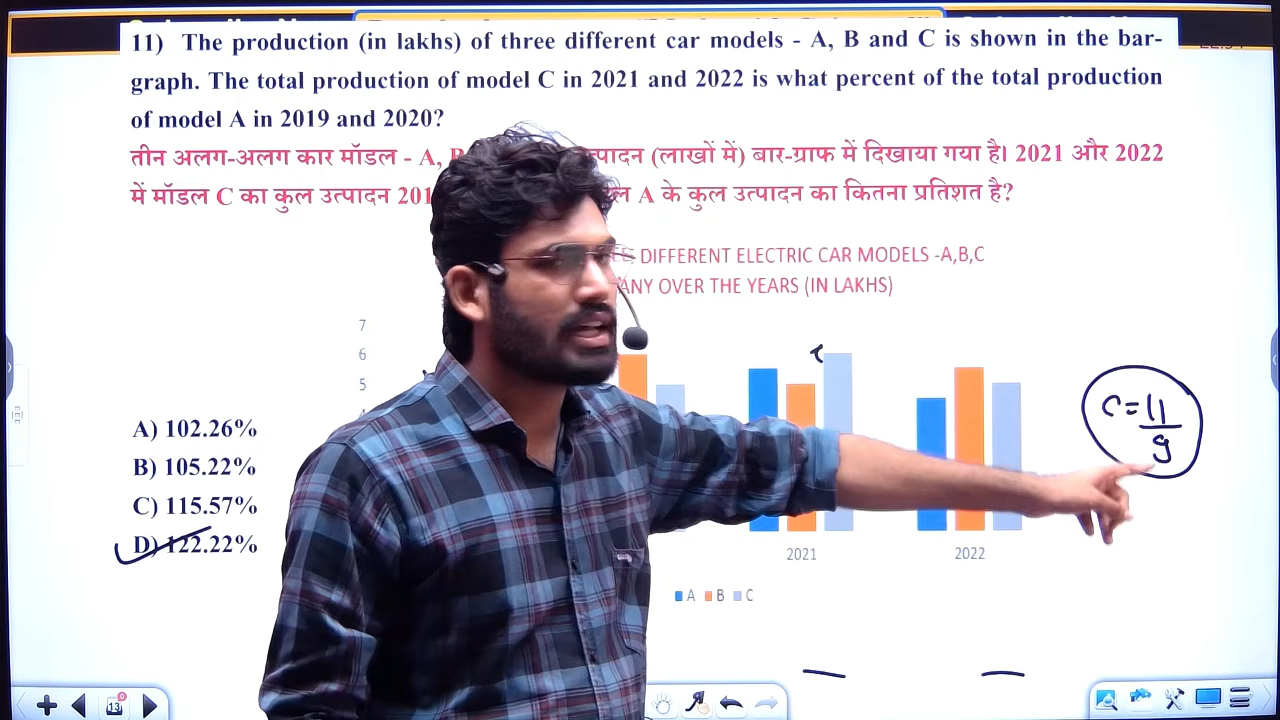 11) The production (in lakhs) of three different car models - A, B and C is shown in the bar-
graph. The total production of model C in 2021 and 2022 is what percent of the total production
of model A in 2019 and 2020?
तीन अलग-अलग कार मॉडल - A, B (लाखों में) बार-ग्राफ में दिखाया गया है। 2021 और 2022
में मॉडल C का कुल उत्पादन A के कुल उत्पादन का कितना प्रतिशत है?
DIFFERENT ELECTRIC CAR MODELS -A,B,C
OVER THE YEARS (IN LAKHS)
7
6
5
A) 102.26%
B) 105.22%
C) 115.57%
D) 122.22%
C = 11/9
2021 2022
A B C
13